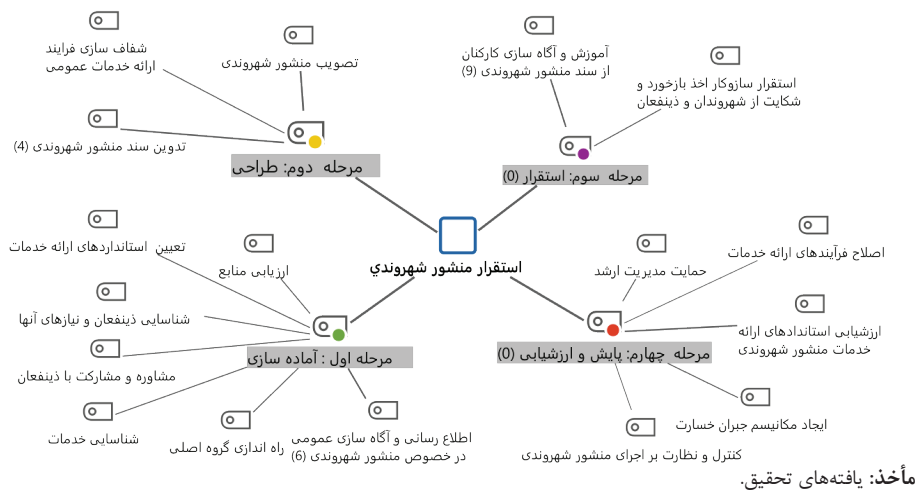 شفاف سازی فرایند
ارائه خدمات عمومی
تصویب منشور شهروندی
تدوین سند منشور شهروندی (4)
مرحله دوم: طراحی
آموزش و آگاه سازی کارکنان
از سند منشور شهروندی (9)
استقرار سازوکار اخذ بازخورد و
شکایت از شهروندان و ذینفعان
مرحله سوم: استقرار (0)
استقرار منشور شهروندي
تعیین استانداردهای ارائه خدمات
ارزیابی منابع
شناسایی ذینفعان و نیازهای آنها
مشاوره و مشارکت با ذینفعان
مرحله اول : آماده سازی
شناسایی خدمات
راه اندازی گروه اصلی
اطلاع رسانی و آگاه سازی عمومی
در خصوص منشور شهروندی (6)
حمایت مدیریت ارشد
اصلاح فرآیندهای ارائه خدمات
ارزشیابی استاندادهای ارائه
خدمات منشور شهروندی
مرحله چهارم: پایش و ارزشیابی (0)
ایجاد مکانیسم جبران خسارت
کنترل و نظارت بر اجرای منشور شهروندی
مأخذ: یافته‌های تحقیق.